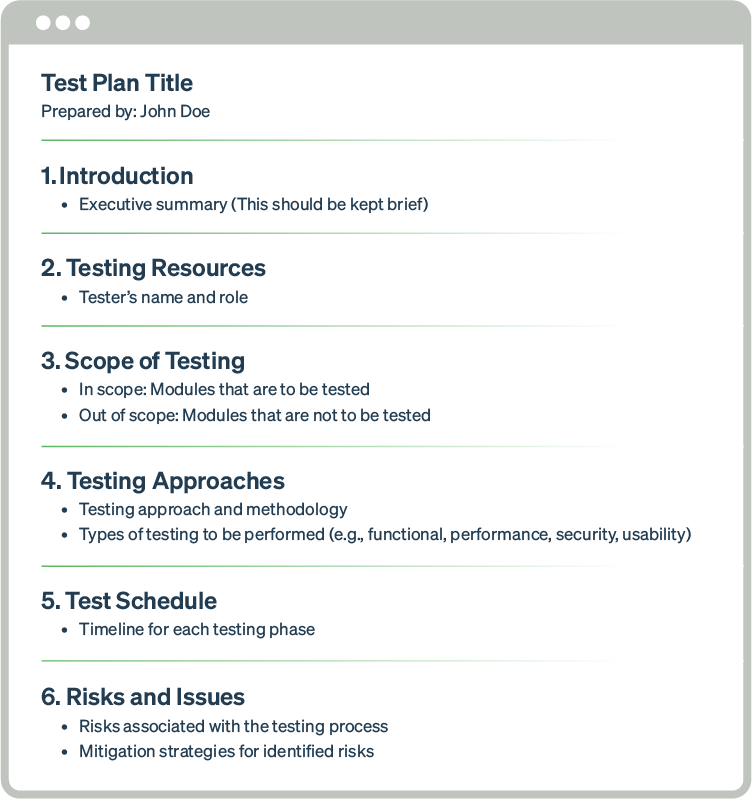 Test Plan Title
Prepared by: John Doe
1. Introduction
• Executive summary (This should be kept brief)
2. Testing Resources
• Tester’s name and role
3. Scope of Testing
• In scope: Modules that are to be tested
• Out of scope: Modules that are not to be tested
4. Testing Approaches
• Testing approach and methodology
• Types of testing to be performed (e.g., functional, performance, security, usability)
5. Test Schedule
• Timeline for each testing phase
6. Risks and Issues
• Risks associated with the testing process
• Mitigation strategies for identified risks